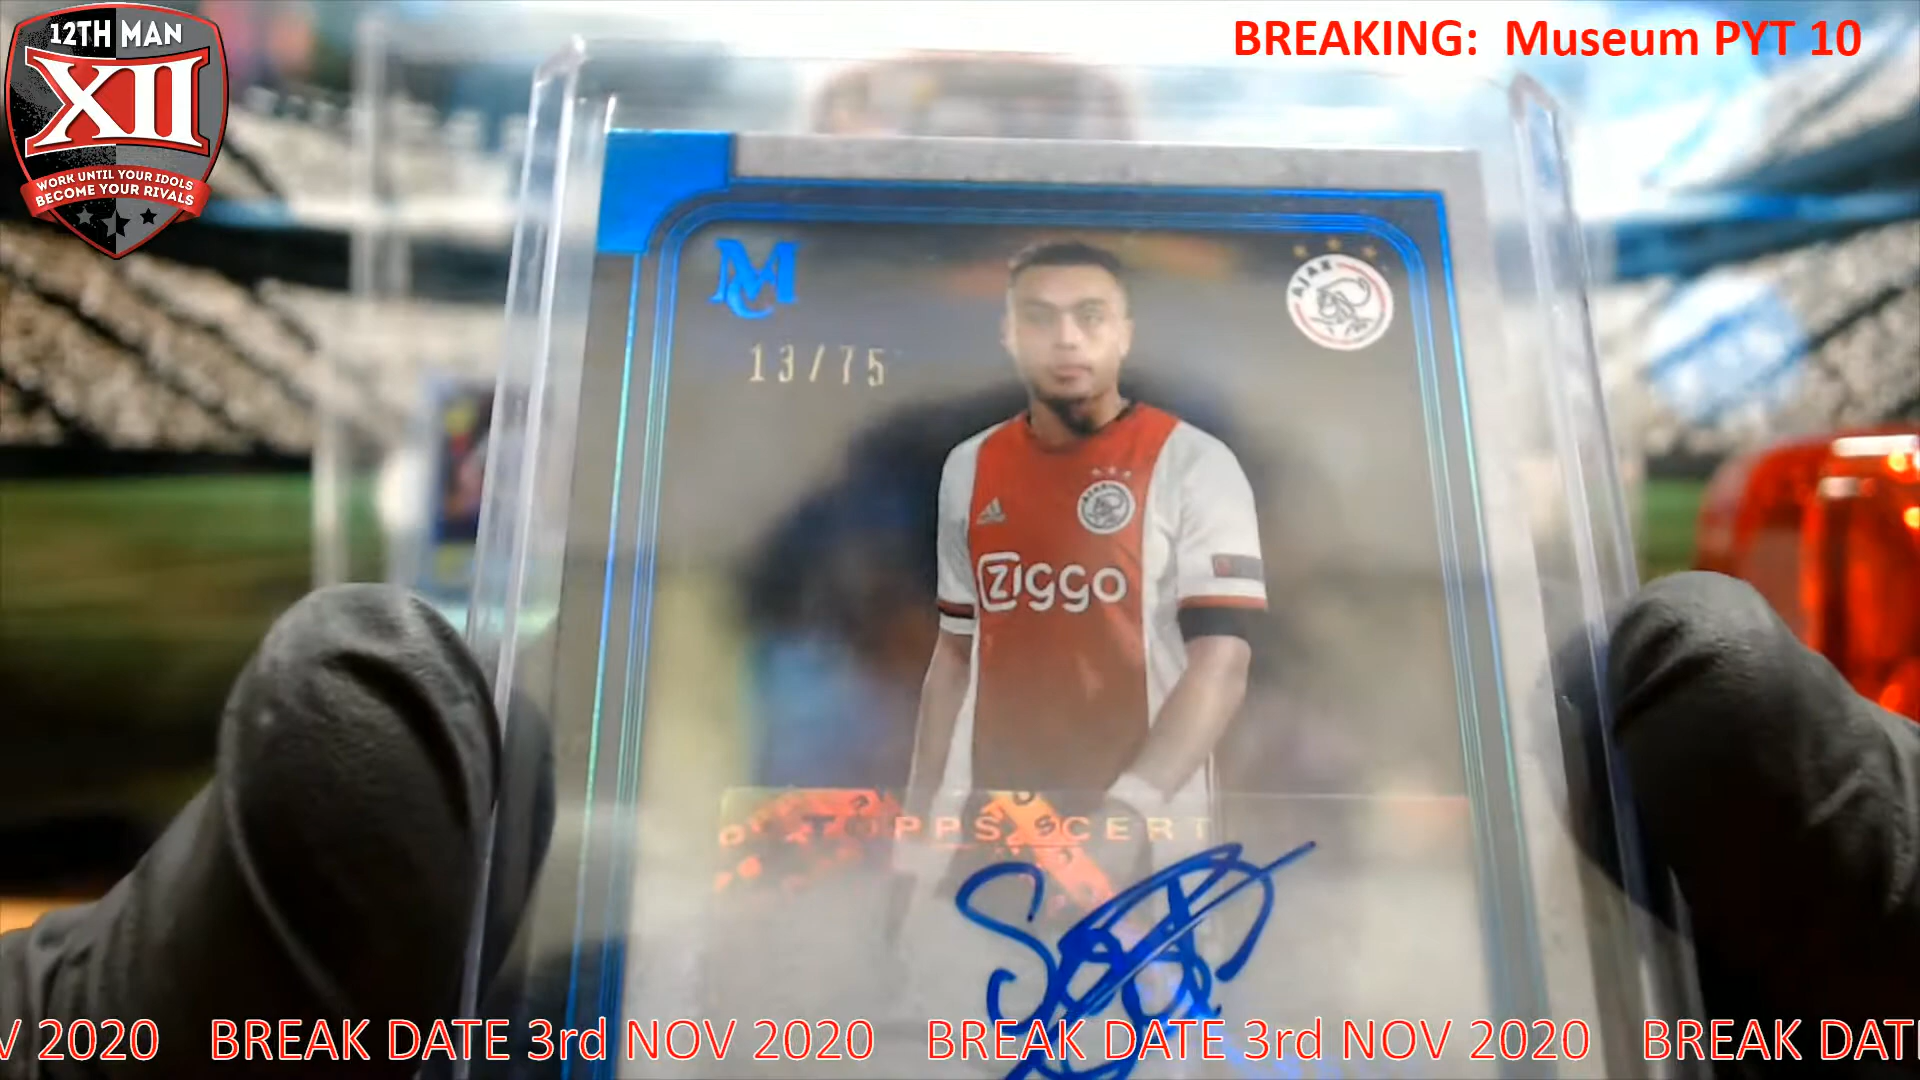 12TH MAN
XII
WORK UNTIL YOUR IDOLS
BECOME YOUR RIVALS
BREAKING: Museum PYT 10
MC
AJAX
13/75
ziggo
TOPPS CERT
V 2020 BREAK DATE 3rd NOV 2020 BREAK DATE 3rd NOV 2020 BREAK DAT